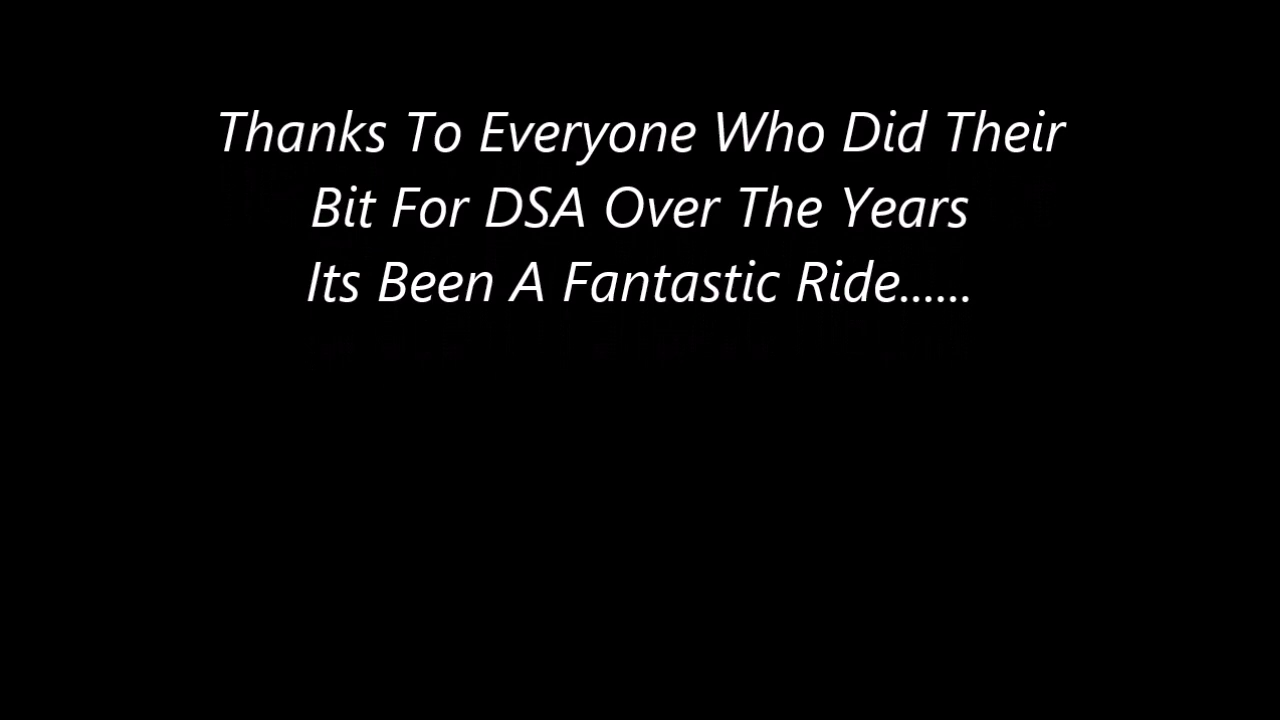 Thanks To Everyone Who Did Their
Bit For DSA Over The Years
Its Been A Fantastic Ride......